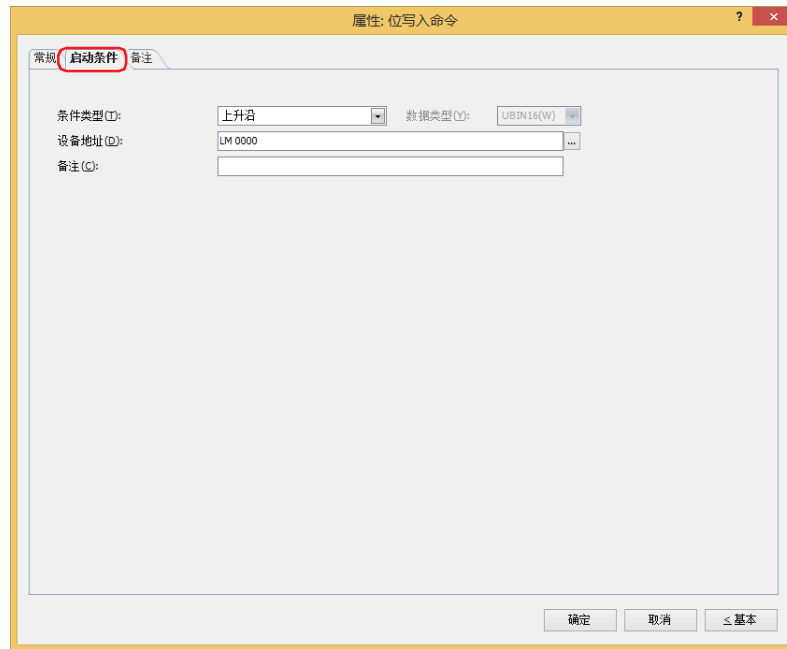 属性: 位写入命令
? ×
常规 启动条件 备注
条件类型(T): 上升沿 数据类型(Y): UBIN16(W)
设备地址(D): LM 0000 ...
备注(C):
确定 取消 ≤基本